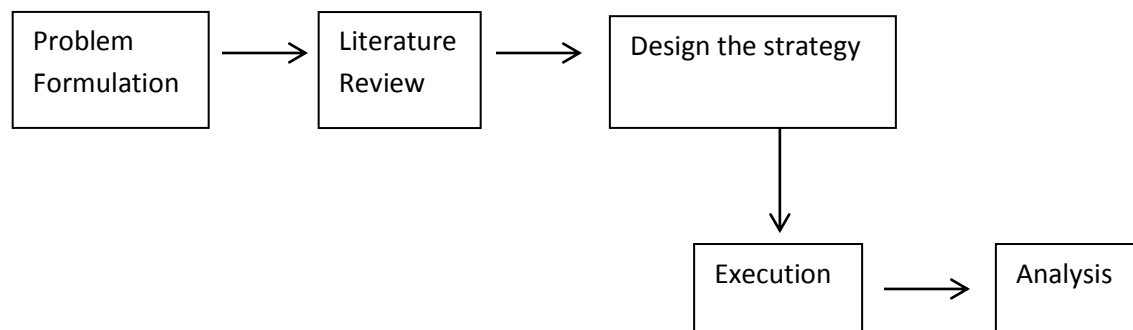 Problem
Formulation
Literature
Review
Design the strategy
Execution
Analysis